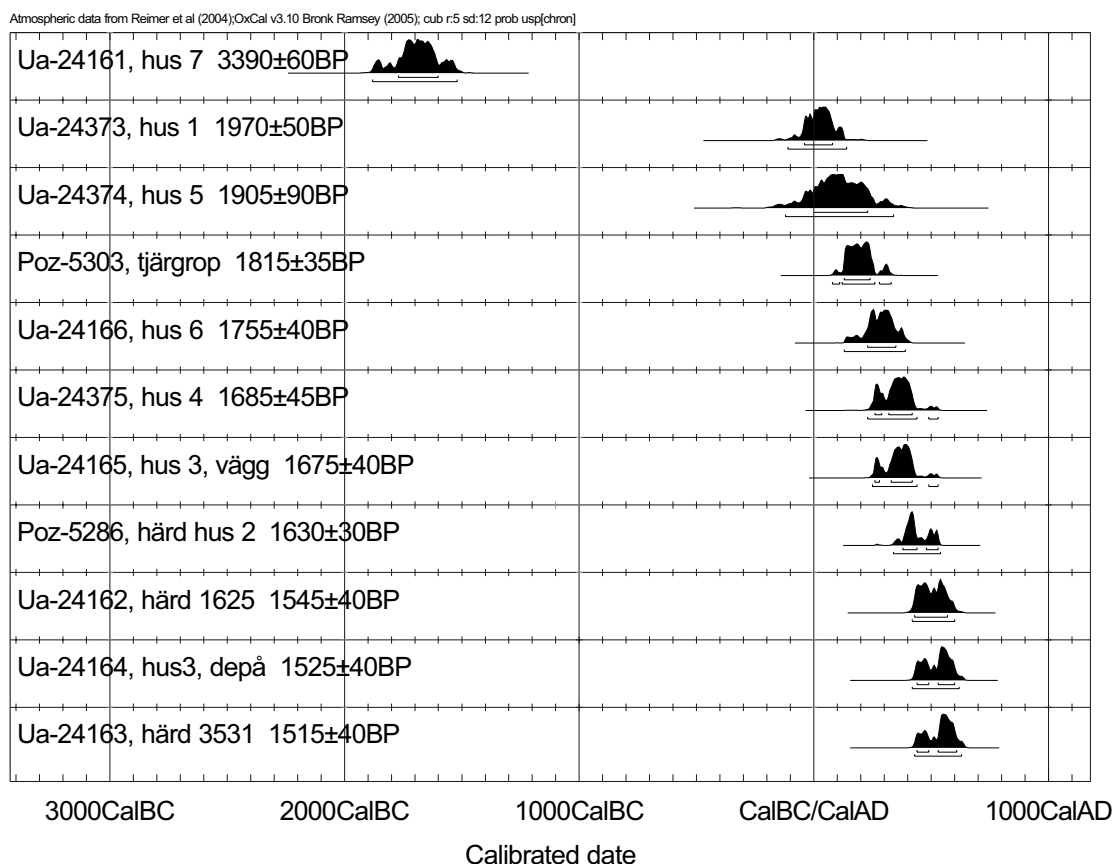 Atmospheric data from Reimer et al (2004);OxCal v3.10 Bronk Ramsey (2005); cub r:5 sd:12 prob usp[chron]
Ua-24161, hus 7 3390±60BP
Ua-24373, hus 1 1970±50BP
Ua-24374, hus 5 1905±90BP
Poz-5303, tjärgrop 1815±35BP
Ua-24166, hus 6 1755±40BP
Ua-24375, hus 4 1685±45BP
Ua-24165, hus 3, vägg 1675±40BP
Poz-5286, härd hus 2 1630±30BP
Ua-24162, härd 1625 1545±40BP
Ua-24164, hus3, depå 1525±40BP
Ua-24163, härd 3531 1515±40BP
3000CalBC 2000CalBC 1000CalBC CalBC/CalAD 1000CalAD
Calibrated date